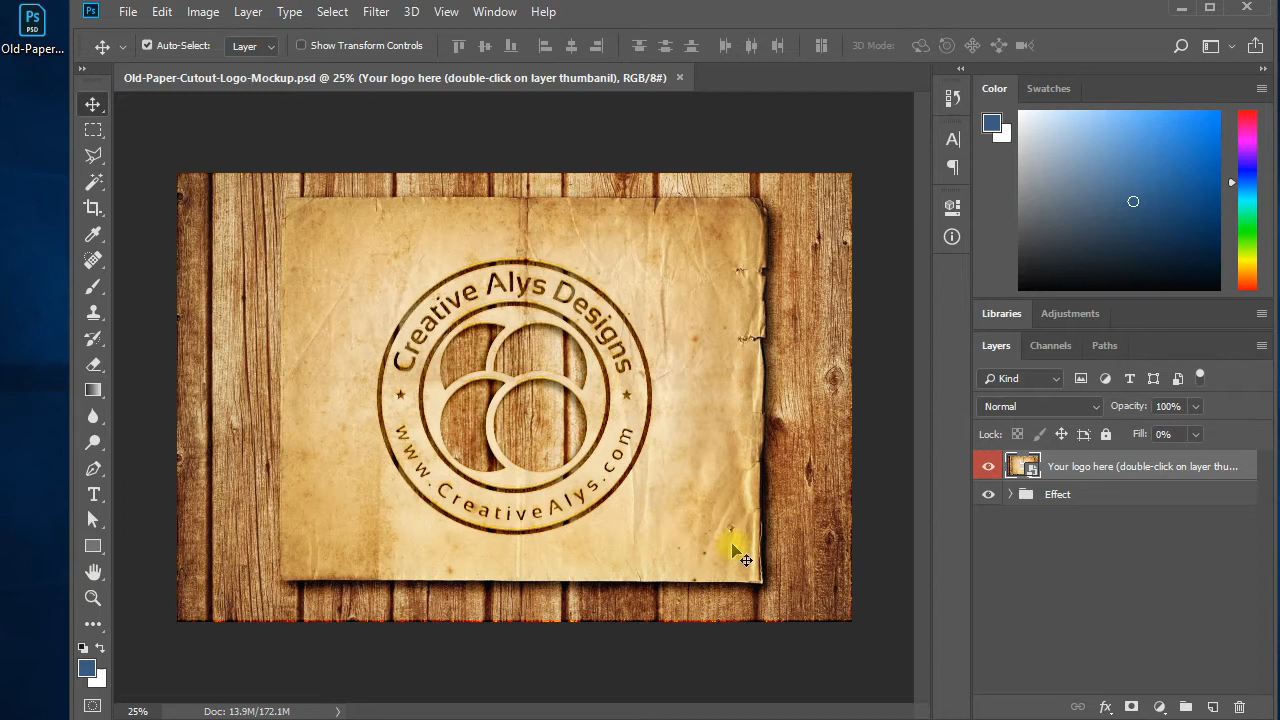 Ps
PSD
Old-Paper...
Ps File Edit Image Layer Type Select Filter 3D View Window Help
Auto-Select: Layer Show Transform Controls 3D Mode:
Old-Paper-Cutout-Logo-Mockup.psd @ 25% (Your logo here (double-click on layer thumbanil), RGB/8#) ×
Creative Alys Designs
www.CreativeAlys.com
Color Swatches
Libraries Adjustments
Layers Channels Paths
Kind
Normal Opacity: 100%
Lock: Fill: 0%
Your logo here (double-click on layer thu...
Effect
25% Doc: 13.9M/172.1M